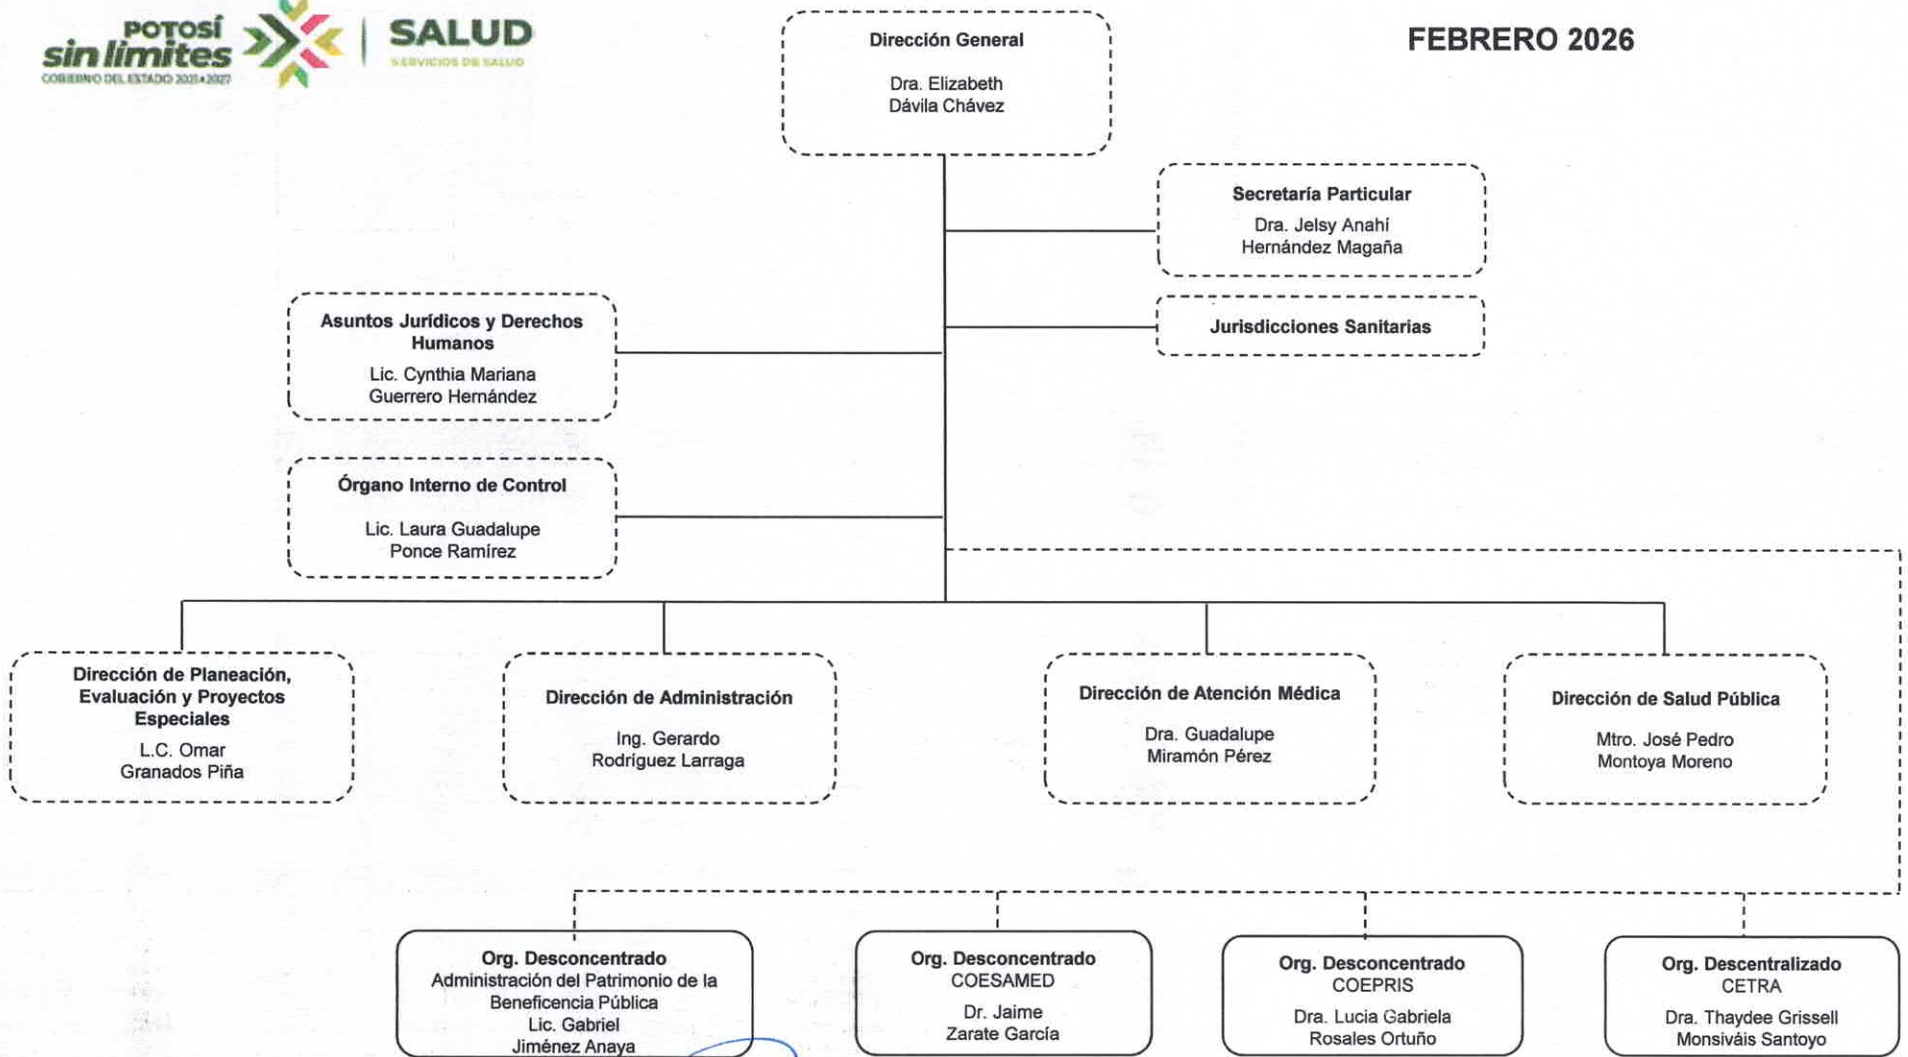 POTOSÍ
sin límites
GOBIERNO DEL ESTADO 2021•2027
SALUD
SERVICIOS DE SALUD
FEBRERO 2026
Dirección General
Dra. Elizabeth
Dávila Chávez
Secretaría Particular
Dra. Jelsy Anahí
Hernández Magaña
Jurisdicciones Sanitarias
Asuntos Jurídicos y Derechos
Humanos
Lic. Cynthia Mariana
Guerrero Hernández
Órgano Interno de Control
Lic. Laura Guadalupe
Ponce Ramírez
Dirección de Planeación,
Evaluación y Proyectos
Especiales
L.C. Omar
Granados Piña
Dirección de Administración
Ing. Gerardo
Rodríguez Larraga
Dirección de Atención Médica
Dra. Guadalupe
Miramón Pérez
Dirección de Salud Pública
Mtro. José Pedro
Montoya Moreno
Org. Desconcentrado
Administración del Patrimonio de la
Beneficencia Pública
Lic. Gabriel
Jiménez Anaya
Org. Desconcentrado
COESAMED
Dr. Jaime
Zarate García
Org. Desconcentrado
COEPRIS
Dra. Lucia Gabriela
Rosales Ortuño
Org. Descentralizado
CETRA
Dra. Thaydee Grissell
Monsiváis Santoyo